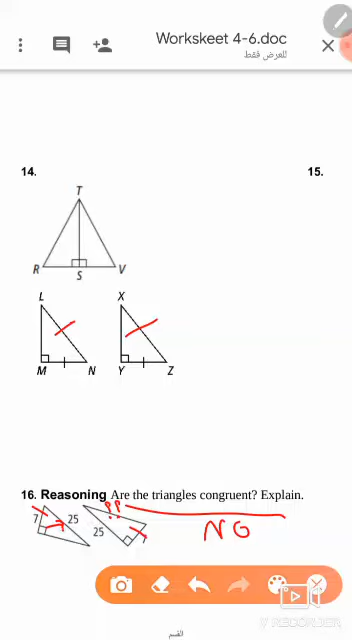 Workskeet 4-6.doc
للعرض فقط
14.
15.
T
R
S
V
L
X
M
N
Y
Z
16. Reasoning Are the triangles congruent? Explain.
7
25
25
??
NO
V RECORDER
القسم